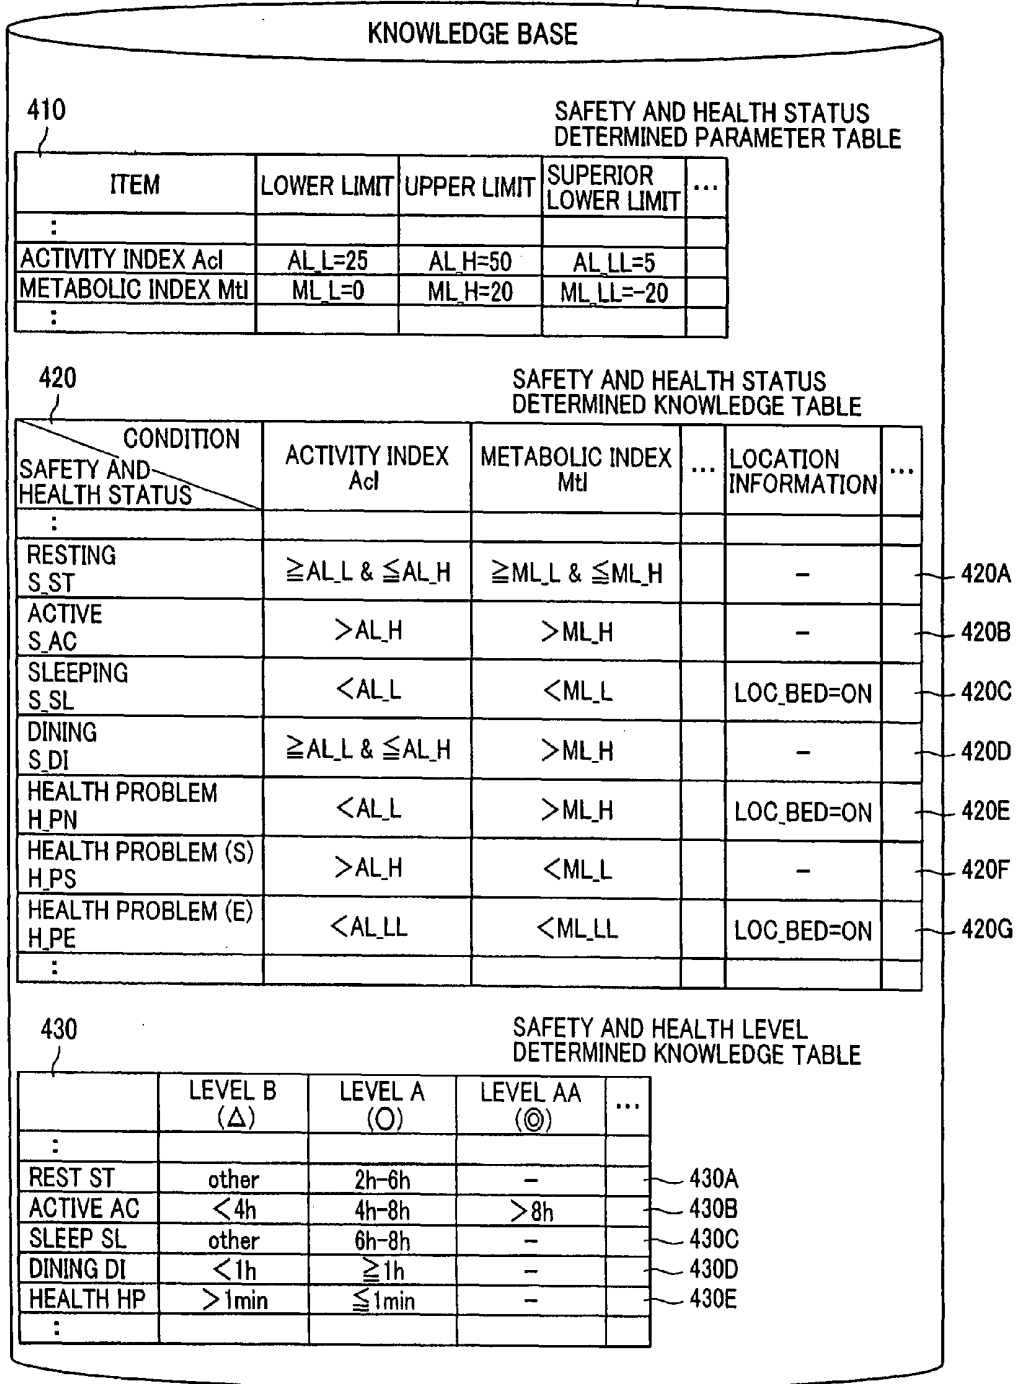 KNOWLEDGE BASE
410
SAFETY AND HEALTH STATUS
DETERMINED PARAMETER TABLE
ITEM LOWER LIMIT UPPER LIMIT SUPERIOR LOWER LIMIT ...
:
ACTIVITY INDEX AcI AL_L=25 AL_H=50 AL_LL=5
METABOLIC INDEX MtI ML_L=0 ML_H=20 ML_LL=-20
:
420
SAFETY AND HEALTH STATUS
DETERMINED KNOWLEDGE TABLE
CONDITION
SAFETY AND
HEALTH STATUS
ACTIVITY INDEX
AcI
METABOLIC INDEX
MtI
...
LOCATION
INFORMATION
...
:
RESTING
S_ST ≧AL_L & ≦AL_H ≧ML_L & ≦ML_H – 420A
ACTIVE
S_AC >AL_H >ML_H – 420B
SLEEPING
S_SL <AL_L <ML_L LOC_BED=ON 420C
DINING
S_DI ≧AL_L & ≦AL_H >ML_H – 420D
HEALTH PROBLEM
H_PN <AL_L >ML_H LOC_BED=ON 420E
HEALTH PROBLEM (S)
H_PS >AL_H <ML_L – 420F
HEALTH PROBLEM (E)
H_PE <AL_LL <ML_LL LOC_BED=ON 420G
:
430
SAFETY AND HEALTH LEVEL
DETERMINED KNOWLEDGE TABLE
LEVEL B LEVEL A LEVEL AA ...
(△) (○) (◎)
:
REST ST other 2h-6h – 430A
ACTIVE AC <4h 4h-8h >8h 430B
SLEEP SL other 6h-8h – 430C
DINING DI <1h ≧1h – 430D
HEALTH HP >1min ≦1min – 430E
: